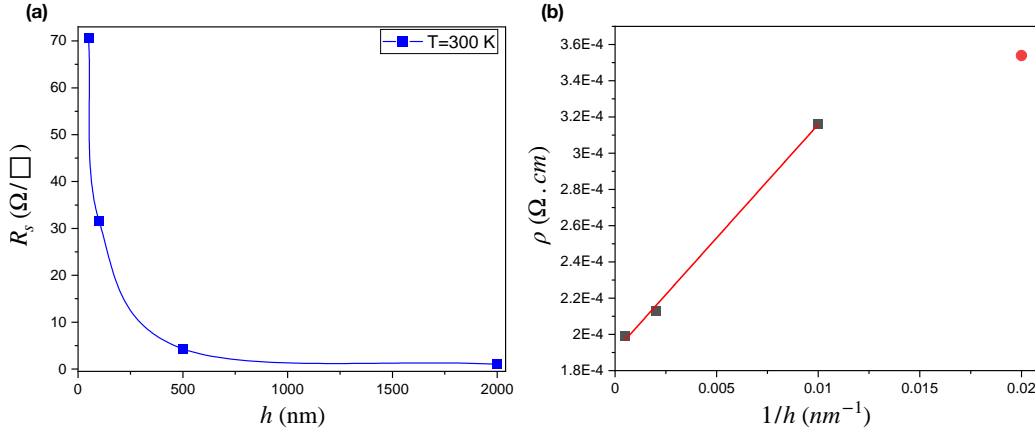 (a)
T=300 K
70
60
50
40
30
20
10
0
0
500
1000
1500
2000
R_s (Ω/□)
h (nm)
(b)
3.6E-4
3.4E-4
3.2E-4
3E-4
2.8E-4
2.6E-4
2.4E-4
2.2E-4
2E-4
1.8E-4
0
0.005
0.01
0.015
0.02
ρ (Ω.cm)
1/h (nm⁻¹)